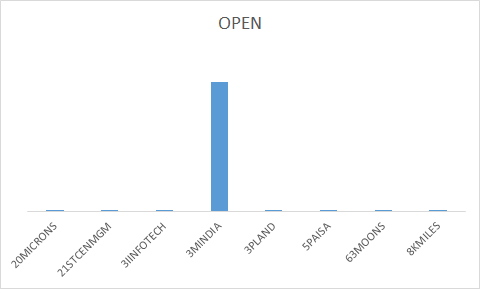 OPEN
20MICRONS
21STCENMGM
3IINFOTECH
3MINDIA
3PLAND
5PAISA
63MOONS
8KMILES